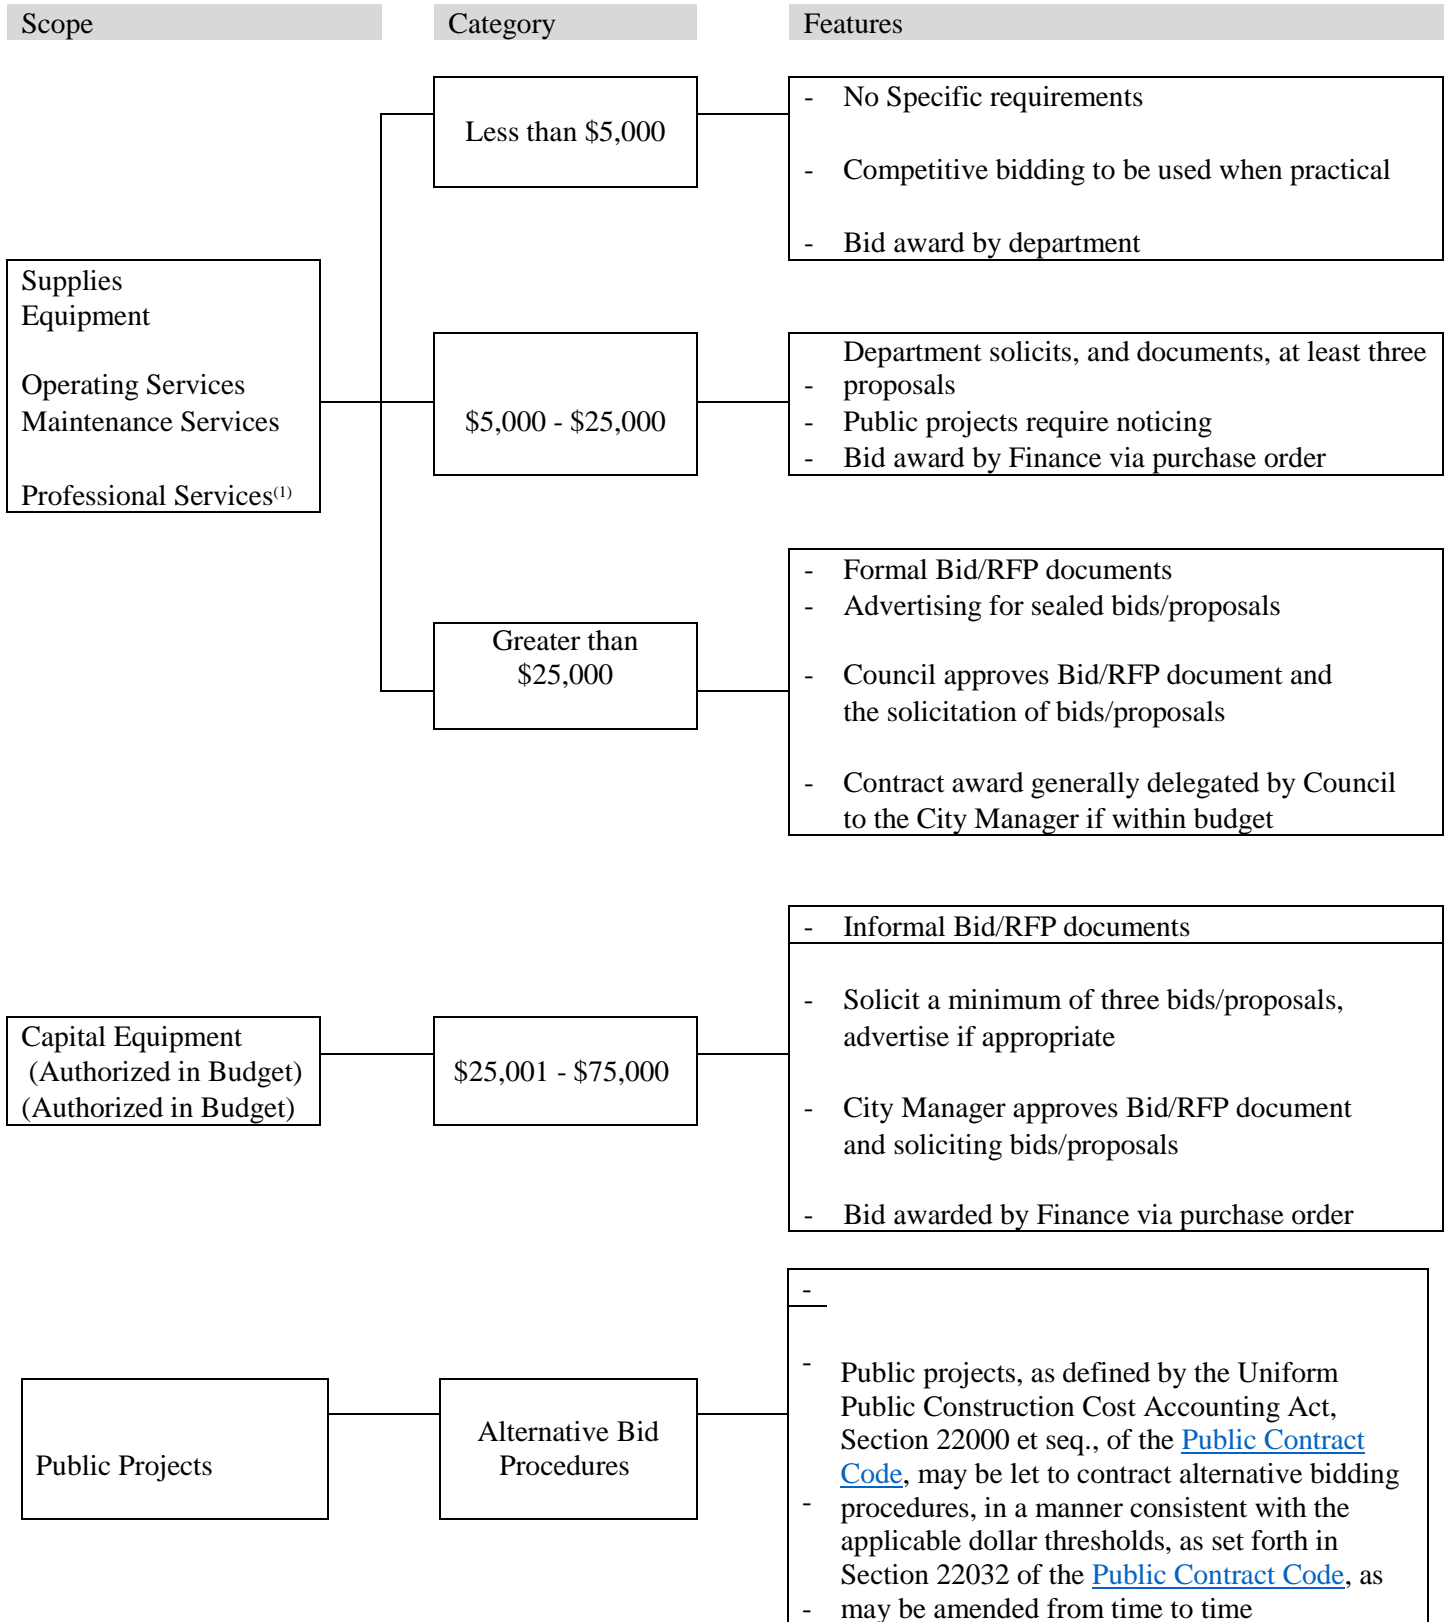 Scope
Category
Features
Less than $5,000
- No Specific requirements
- Competitive bidding to be used when practical
- Bid award by department
Supplies
Equipment
Operating Services
Maintenance Services
Professional Services(1)
$5,000 - $25,000
Department solicits, and documents, at least three
- proposals
- Public projects require noticing
- Bid award by Finance via purchase order
Greater than
$25,000
- Formal Bid/RFP documents
- Advertising for sealed bids/proposals
- Council approves Bid/RFP document and
the solicitation of bids/proposals
- Contract award generally delegated by Council
to the City Manager if within budget
Capital Equipment
(Authorized in Budget)
(Authorized in Budget)
$25,001 - $75,000
- Informal Bid/RFP documents
- Solicit a minimum of three bids/proposals,
advertise if appropriate
- City Manager approves Bid/RFP document
and soliciting bids/proposals
- Bid awarded by Finance via purchase order
Public Projects
Alternative Bid
Procedures
-
- Public projects, as defined by the Uniform
Public Construction Cost Accounting Act,
Section 22000 et seq., of the Public Contract
Code, may be let to contract alternative bidding
- procedures, in a manner consistent with the
applicable dollar thresholds, as set forth in
Section 22032 of the Public Contract Code, as
- may be amended from time to time